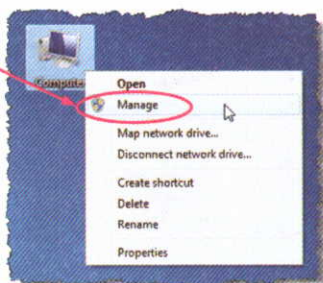 Computer
Open
Manage
Map network drive...
Disconnect network drive...
Create shortcut
Delete
Rename
Properties